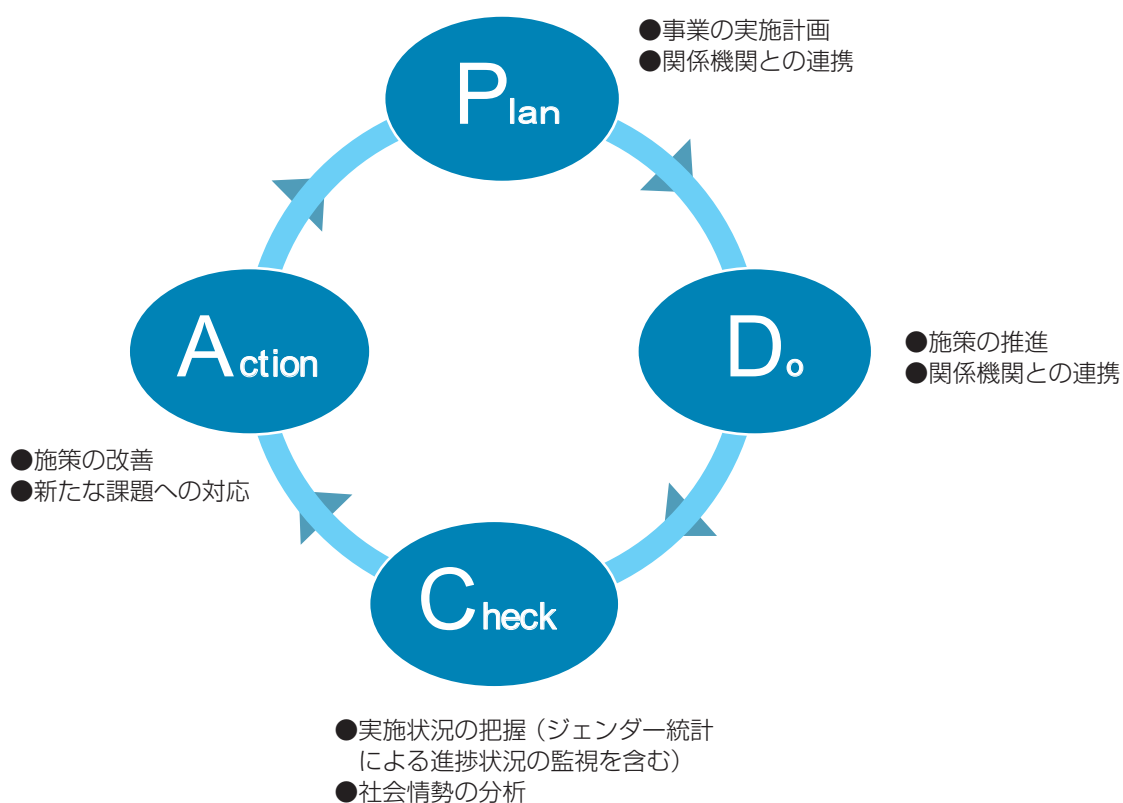 Plan
●事業の実施計画
●関係機関との連携
Do
●施策の推進
●関係機関との連携
Check
●実施状況の把握（ジェンダー統計
による進捗状況の監視を含む）
●社会情勢の分析
Action
●施策の改善
●新たな課題への対応